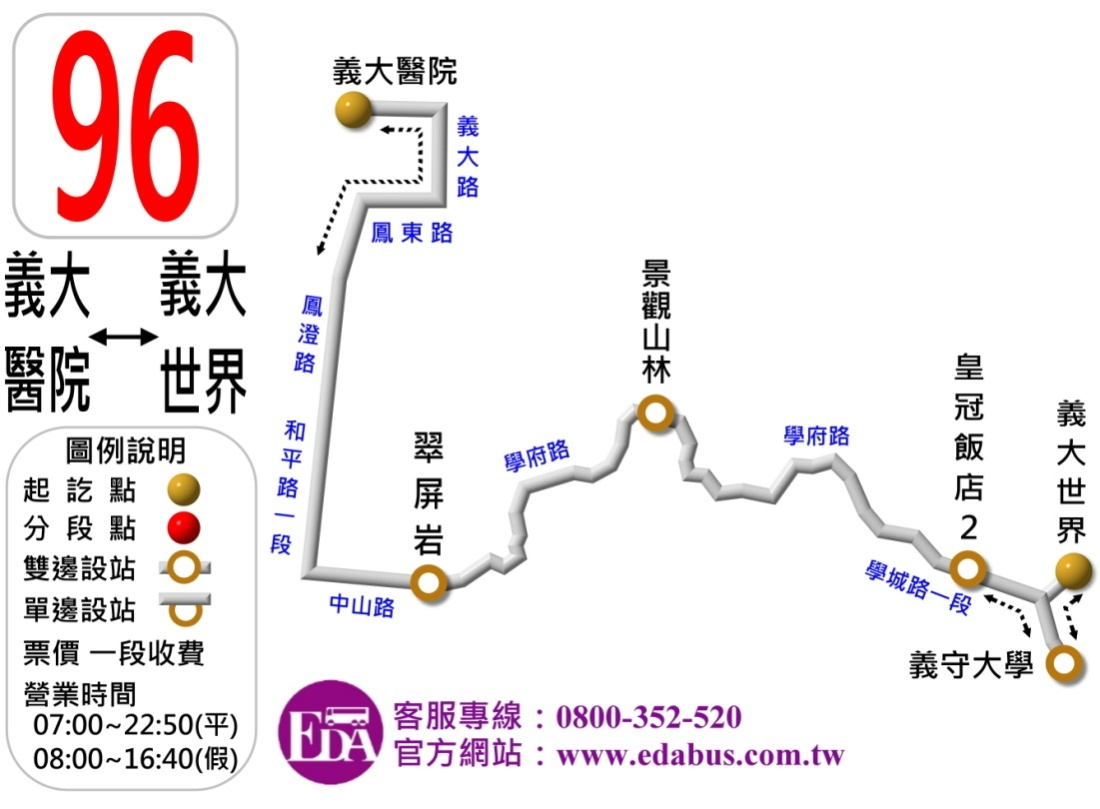 96
義大醫院
義大世界
圖例說明
起訖點
分段點
雙邊設站
單邊設站
票價 一段收費
營業時間
07:00~22:50(平)
08:00~16:40(假)
義大醫院
義大路
鳳東路
鳳澄路
和平路一段
中山路
翠屏岩
學府路
景觀山林
學府路
皇冠飯店2
學城路一段
義大世界
義守大學
EDA
客服專線：0800-352-520
官方網站：www.edabus.com.tw